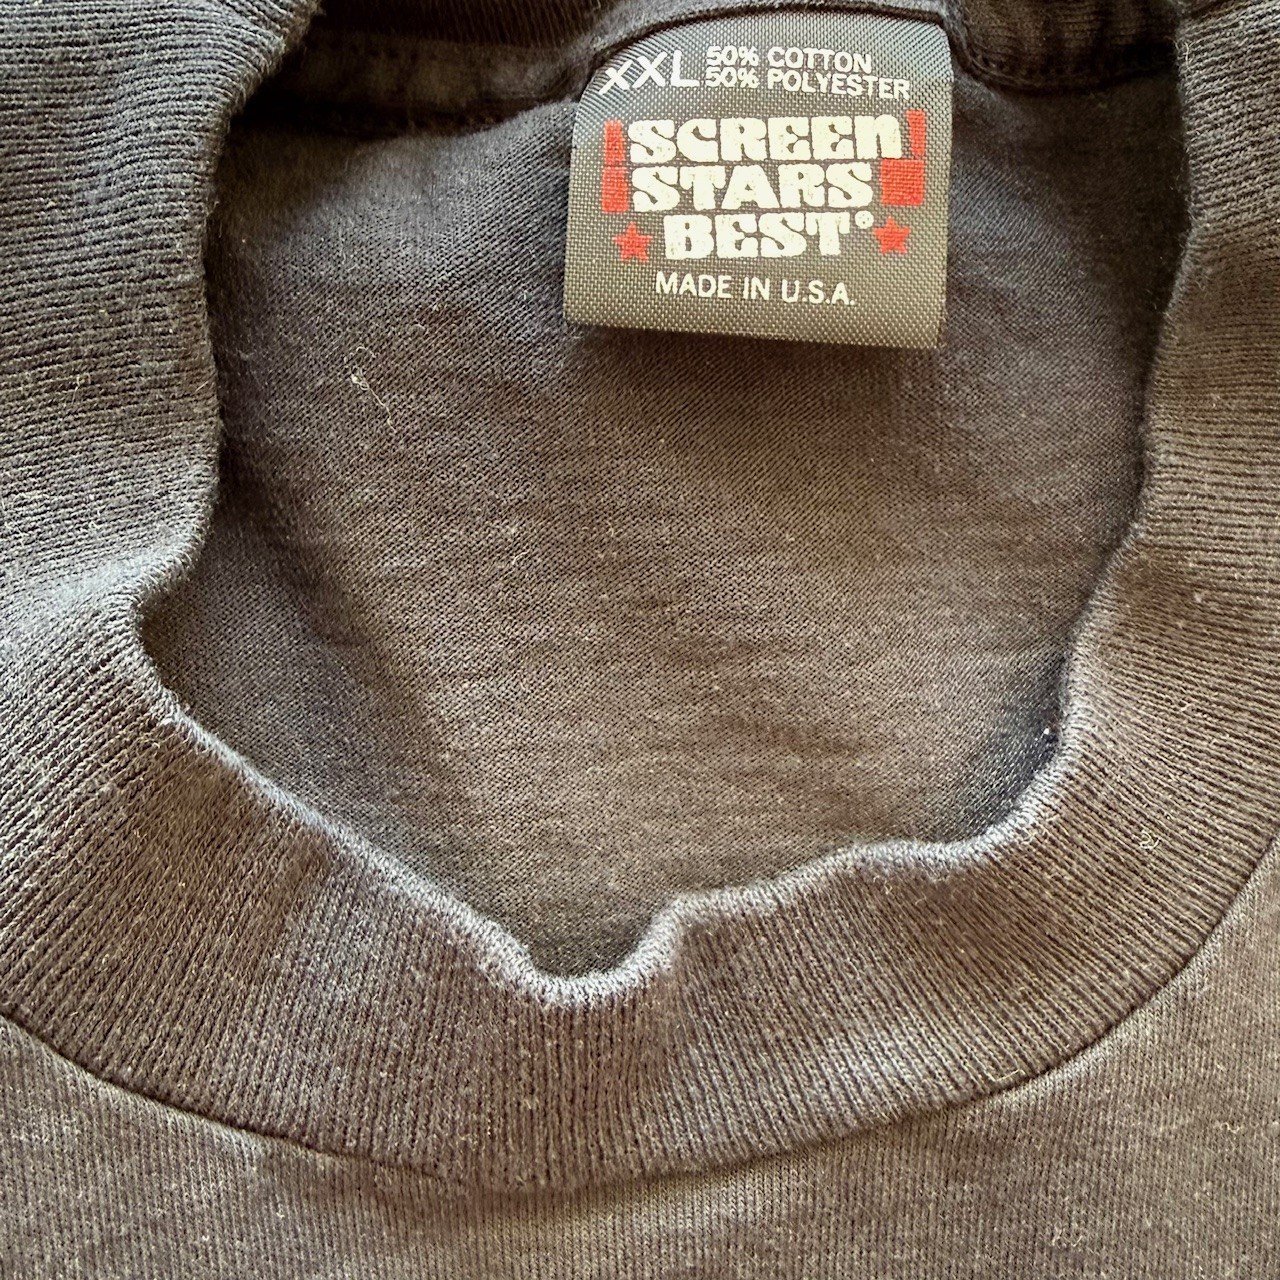 XXL 50% COTTON
50% POLYESTER
SCREEN
STARS
BEST®
MADE IN U.S.A.